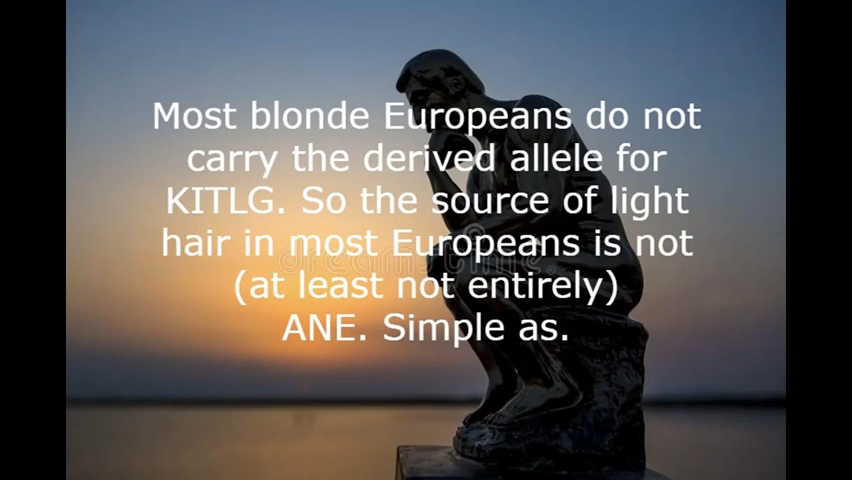 Most blonde Europeans do not
carry the derived allele for
KITLG. So the source of light
hair in most Europeans is not
(at least not entirely)
ANE. Simple as.
dreamstime.